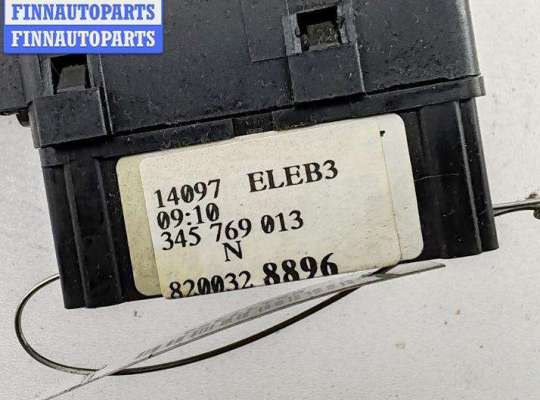 FINNAUTOPARTS
FINNAUTOPARTS
14097 ELEB3
09:10
345 769 013
N
820032 8896